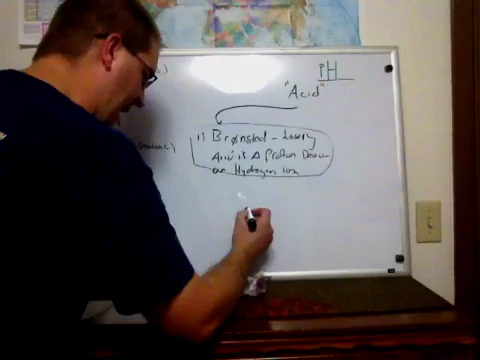 PH
"Acid"
1) Brønsted - Lowry
Acid is A Proton Donor
or Hydrogen Ion